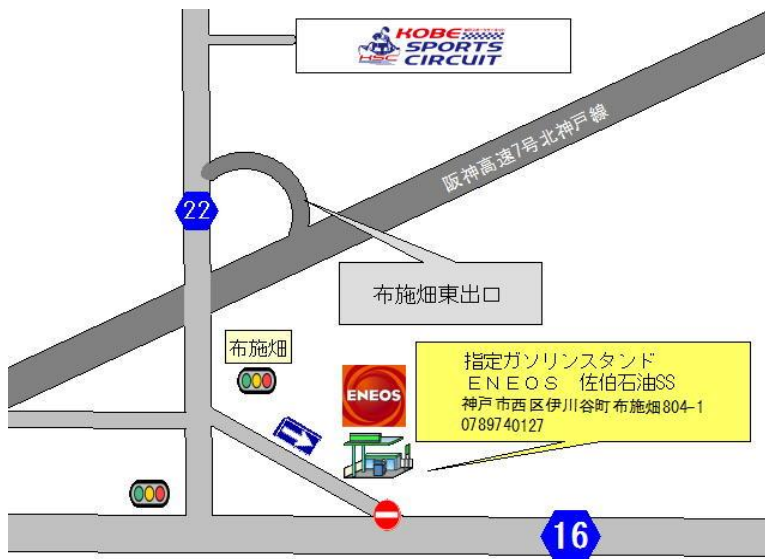 KOBE
SPORTS
CIRCUIT
HSC
阪神高速7号北神戸線
22
布施畑東出口
布施畑
ENEOS
指定ガソリンスタンド
ＥＮＥＯＳ　佐伯石油SS
神戸市西区伊川谷町布施畑804-1
0789740127
16